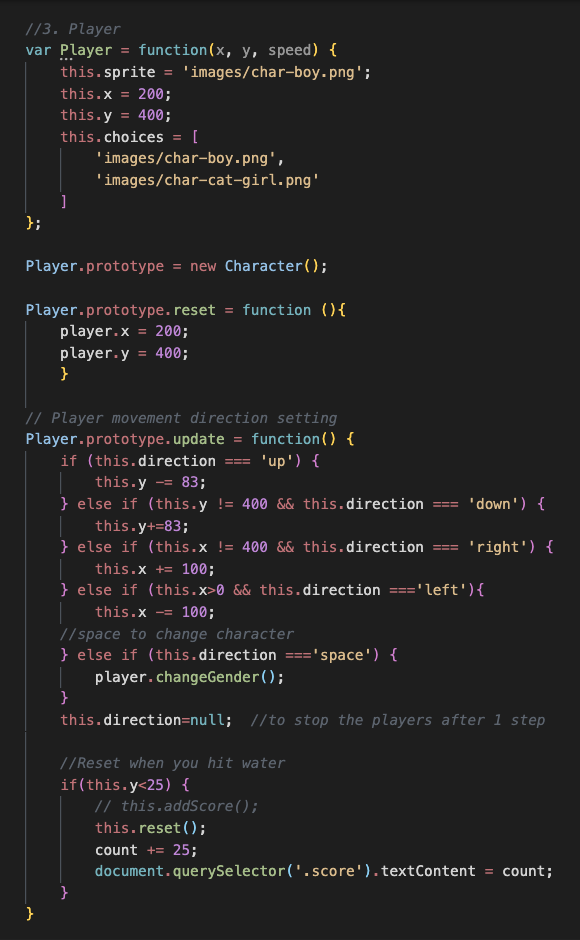 //3. Player
var Player = function(x, y, speed) {
    this.sprite = 'images/char-boy.png';
    this.x = 200;
    this.y = 400;
    this.choices = [
        'images/char-boy.png',
        'images/char-cat-girl.png'
    ]
};

Player.prototype = new Character();

Player.prototype.reset = function (){
    player.x = 200;
    player.y = 400;
    }

// Player movement direction setting
Player.prototype.update = function() {
    if (this.direction === 'up') {
        this.y -= 83;
    } else if (this.y != 400 && this.direction === 'down') {
        this.y+=83;
    } else if (this.x != 400 && this.direction === 'right') {
        this.x += 100;
    } else if (this.x>0 && this.direction ==='left'){
        this.x -= 100;
    //space to change character
    } else if (this.direction ==='space') {
        player.changeGender();
    }
    this.direction=null;  //to stop the players after 1 step

    //Reset when you hit water
    if(this.y<25) {
        // this.addScore();
        this.reset();
        count += 25;
        document.querySelector('.score').textContent = count;
    }
}